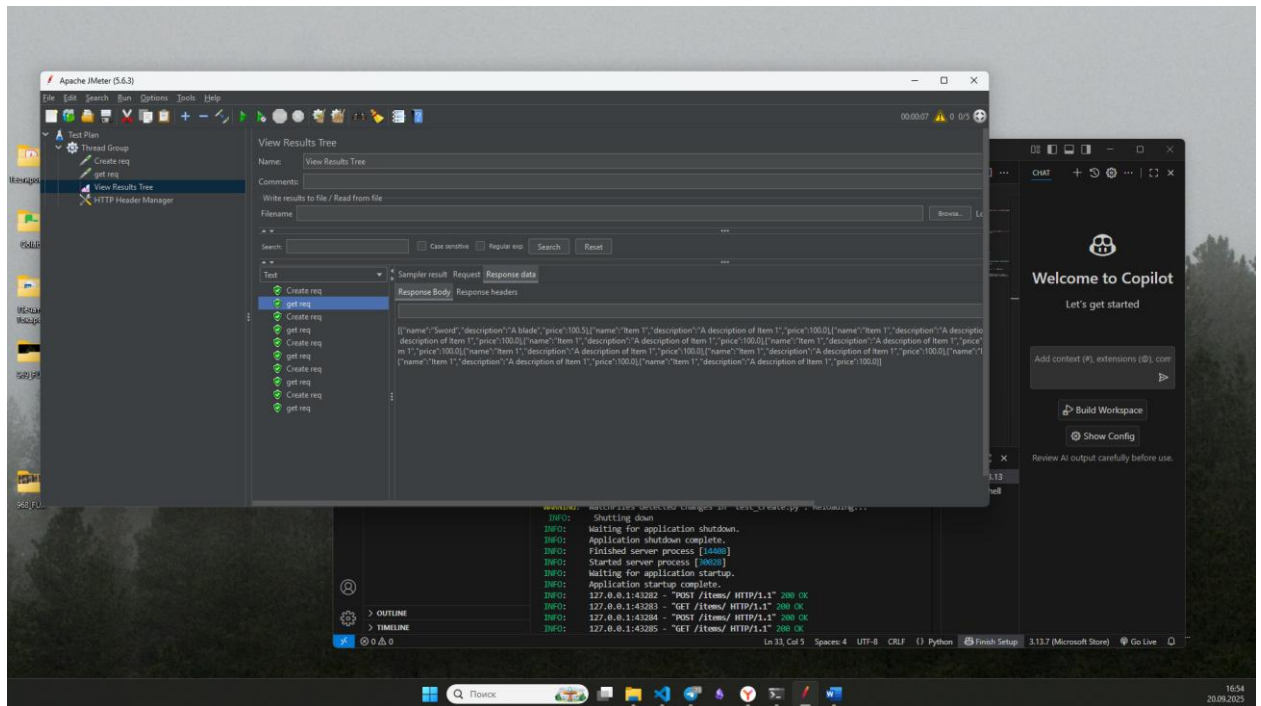 Apache JMeter (5.6.3)
File Edit Search Run Options Tools Help
00:00:07 0 0/5
Test Plan
Thread Group
Create req
get req
View Results Tree
HTTP Header Manager
View Results Tree
Name: View Results Tree
Comments:
Write results to file / Read from file
Filename Browse...
Search: Case sensitive Regular exp. Search Reset
Text
Create req
get req
Create req
get req
Create req
get req
Create req
get req
Create req
get req
Sampler result Request Response data
Response Body Response headers
[{"name":"Sword","description":"A blade","price":100.5},{"name":"Item 1","description":"A description of Item 1","price":100.0},{"name":"Item 1","description":"A descriptio
description of Item 1","price":100.0},{"name":"Item 1","description":"A description of Item 1","price":100.0},{"name":"Item 1","description":"A description of Item 1","price"
m 1","price":100.0},{"name":"Item 1","description":"A description of Item 1","price":100.0},{"name":"Item 1","description":"A description of Item 1","price":100.0},{"name":"I
{"name":"Item 1","description":"A description of Item 1","price":100.0},{"name":"Item 1","description":"A description of Item 1","price":100.0}]
CHAT
Welcome to Copilot
Let's get started
Add context (#), extensions (@), com
Build Workspace
Show Config
Review AI output carefully before use.
INFO: Shutting down
INFO: Waiting for application shutdown.
INFO: Application shutdown complete.
INFO: Finished server process [14408]
INFO: Started server process [30028]
INFO: Waiting for application startup.
INFO: Application startup complete.
INFO: 127.0.0.1:43282 - "POST /items/ HTTP/1.1" 200 OK
INFO: 127.0.0.1:43283 - "GET /items/ HTTP/1.1" 200 OK
INFO: 127.0.0.1:43284 - "POST /items/ HTTP/1.1" 200 OK
INFO: 127.0.0.1:43285 - "GET /items/ HTTP/1.1" 200 OK
OUTLINE
TIMELINE
0 0
Ln 33, Col 5 Spaces: 4 UTF-8 CRLF {} Python Finish Setup 3.13.7 (Microsoft Store) Go Live
Поиск
16:54
20.09.2025